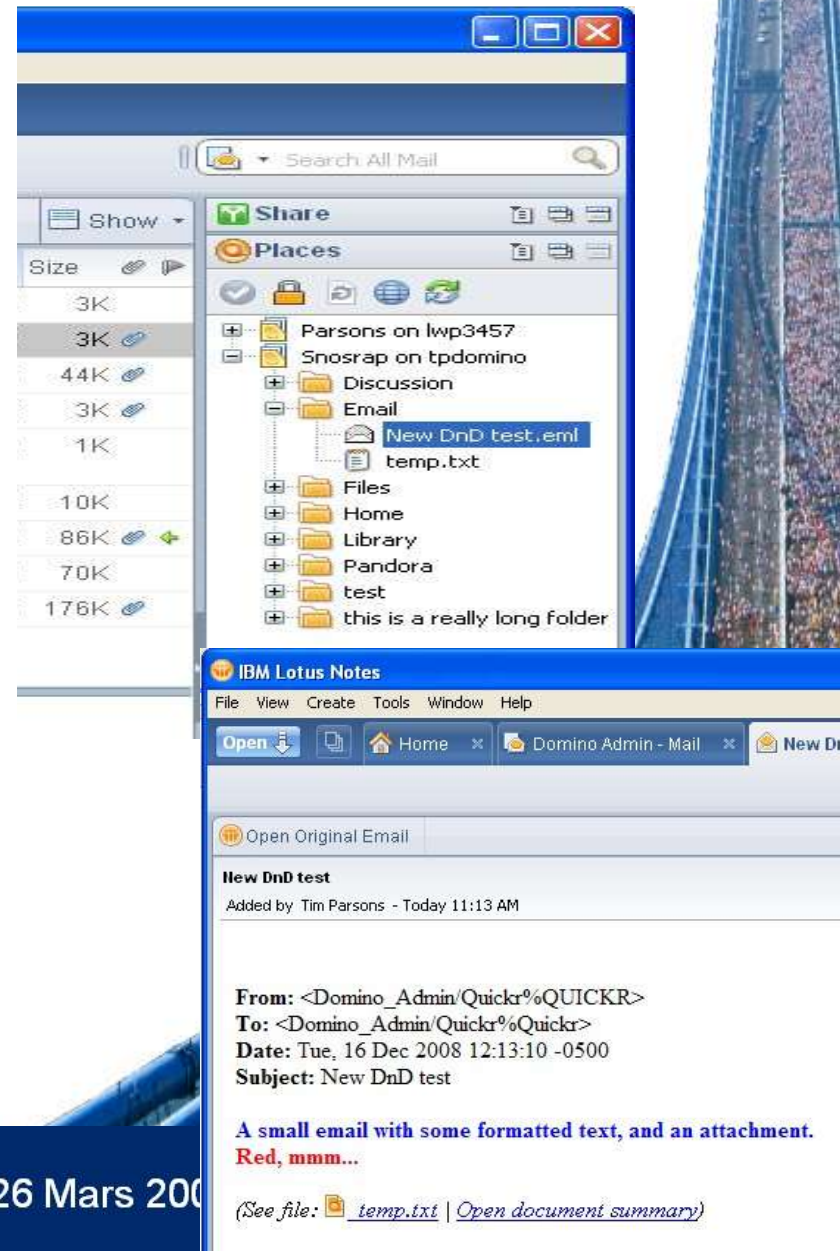 Search All Mail
Show
Share
Places
Size
3K
3K
44K
3K
1K
10K
86K
70K
176K
Parsons on lwp3457
Snosrap on tpdomino
Discussion
Email
New DnD test.eml
temp.txt
Files
Home
Library
Pandora
test
this is a really long folder
IBM Lotus Notes
File View Create Tools Window Help
Open Home Domino Admin - Mail New Dn
Open Original Email
New DnD test
Added by Tim Parsons - Today 11:13 AM
From: <Domino_Admin/Quickr%QUICKR>
To: <Domino_Admin/Quickr%Quickr>
Date: Tue, 16 Dec 2008 12:13:10 -0500
Subject: New DnD test
A small email with some formatted text, and an attachment.
Red, mmm...
(See file: temp.txt | Open document summary)
26 Mars 200